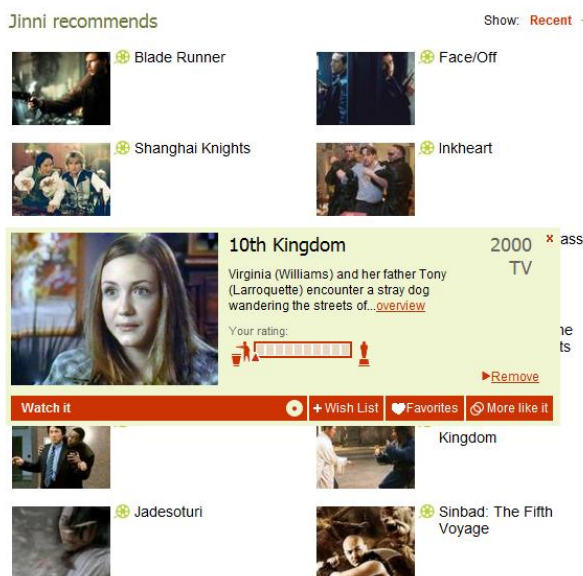 Jinni recommends
Show: Recent
Blade Runner
Face/Off
Shanghai Knights
Inkheart
10th Kingdom
2000
x
ass
TV
Virginia (Williams) and her father Tony
(Larroquette) encounter a stray dog
wandering the streets of...overview
Your rating:
ne
ts
Remove
Watch it
+ Wish List
Favorites
More like it
Kingdom
Jadesoturi
Sinbad: The Fifth
Voyage